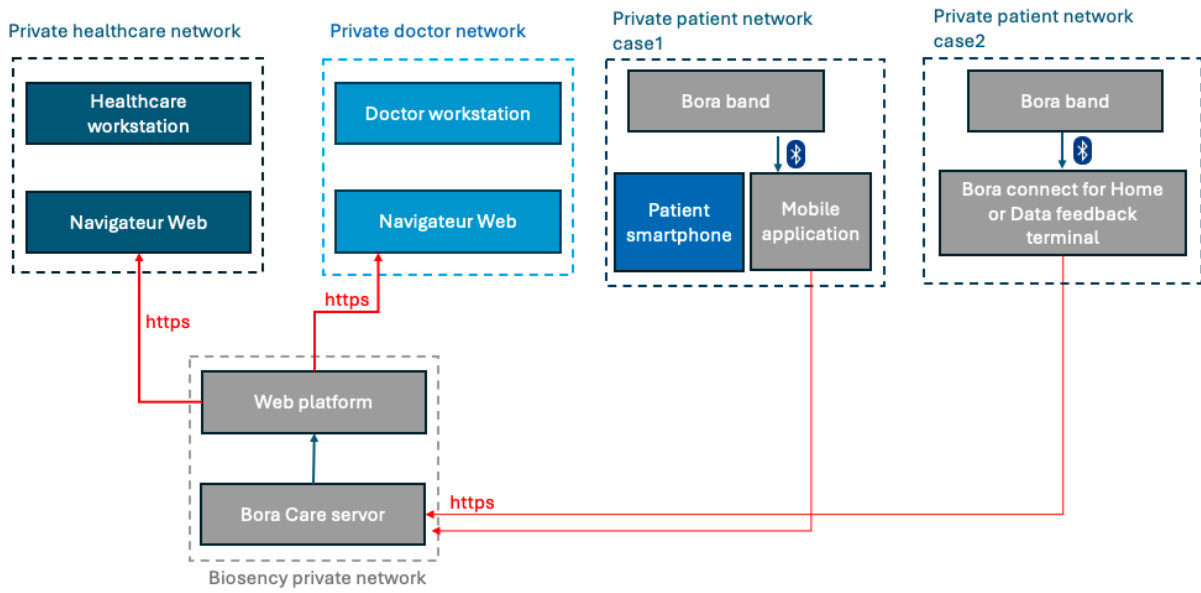 Private healthcare network
Healthcare
workstation
Navigateur Web
Private doctor network
Doctor workstation
Navigateur Web
Private patient network
case1
Bora band
Patient
smartphone
Mobile
application
Private patient network
case2
Bora band
Bora connect for Home
or Data feedback
terminal
https
https
Web platform
Bora Care servor
https
Biosency private network